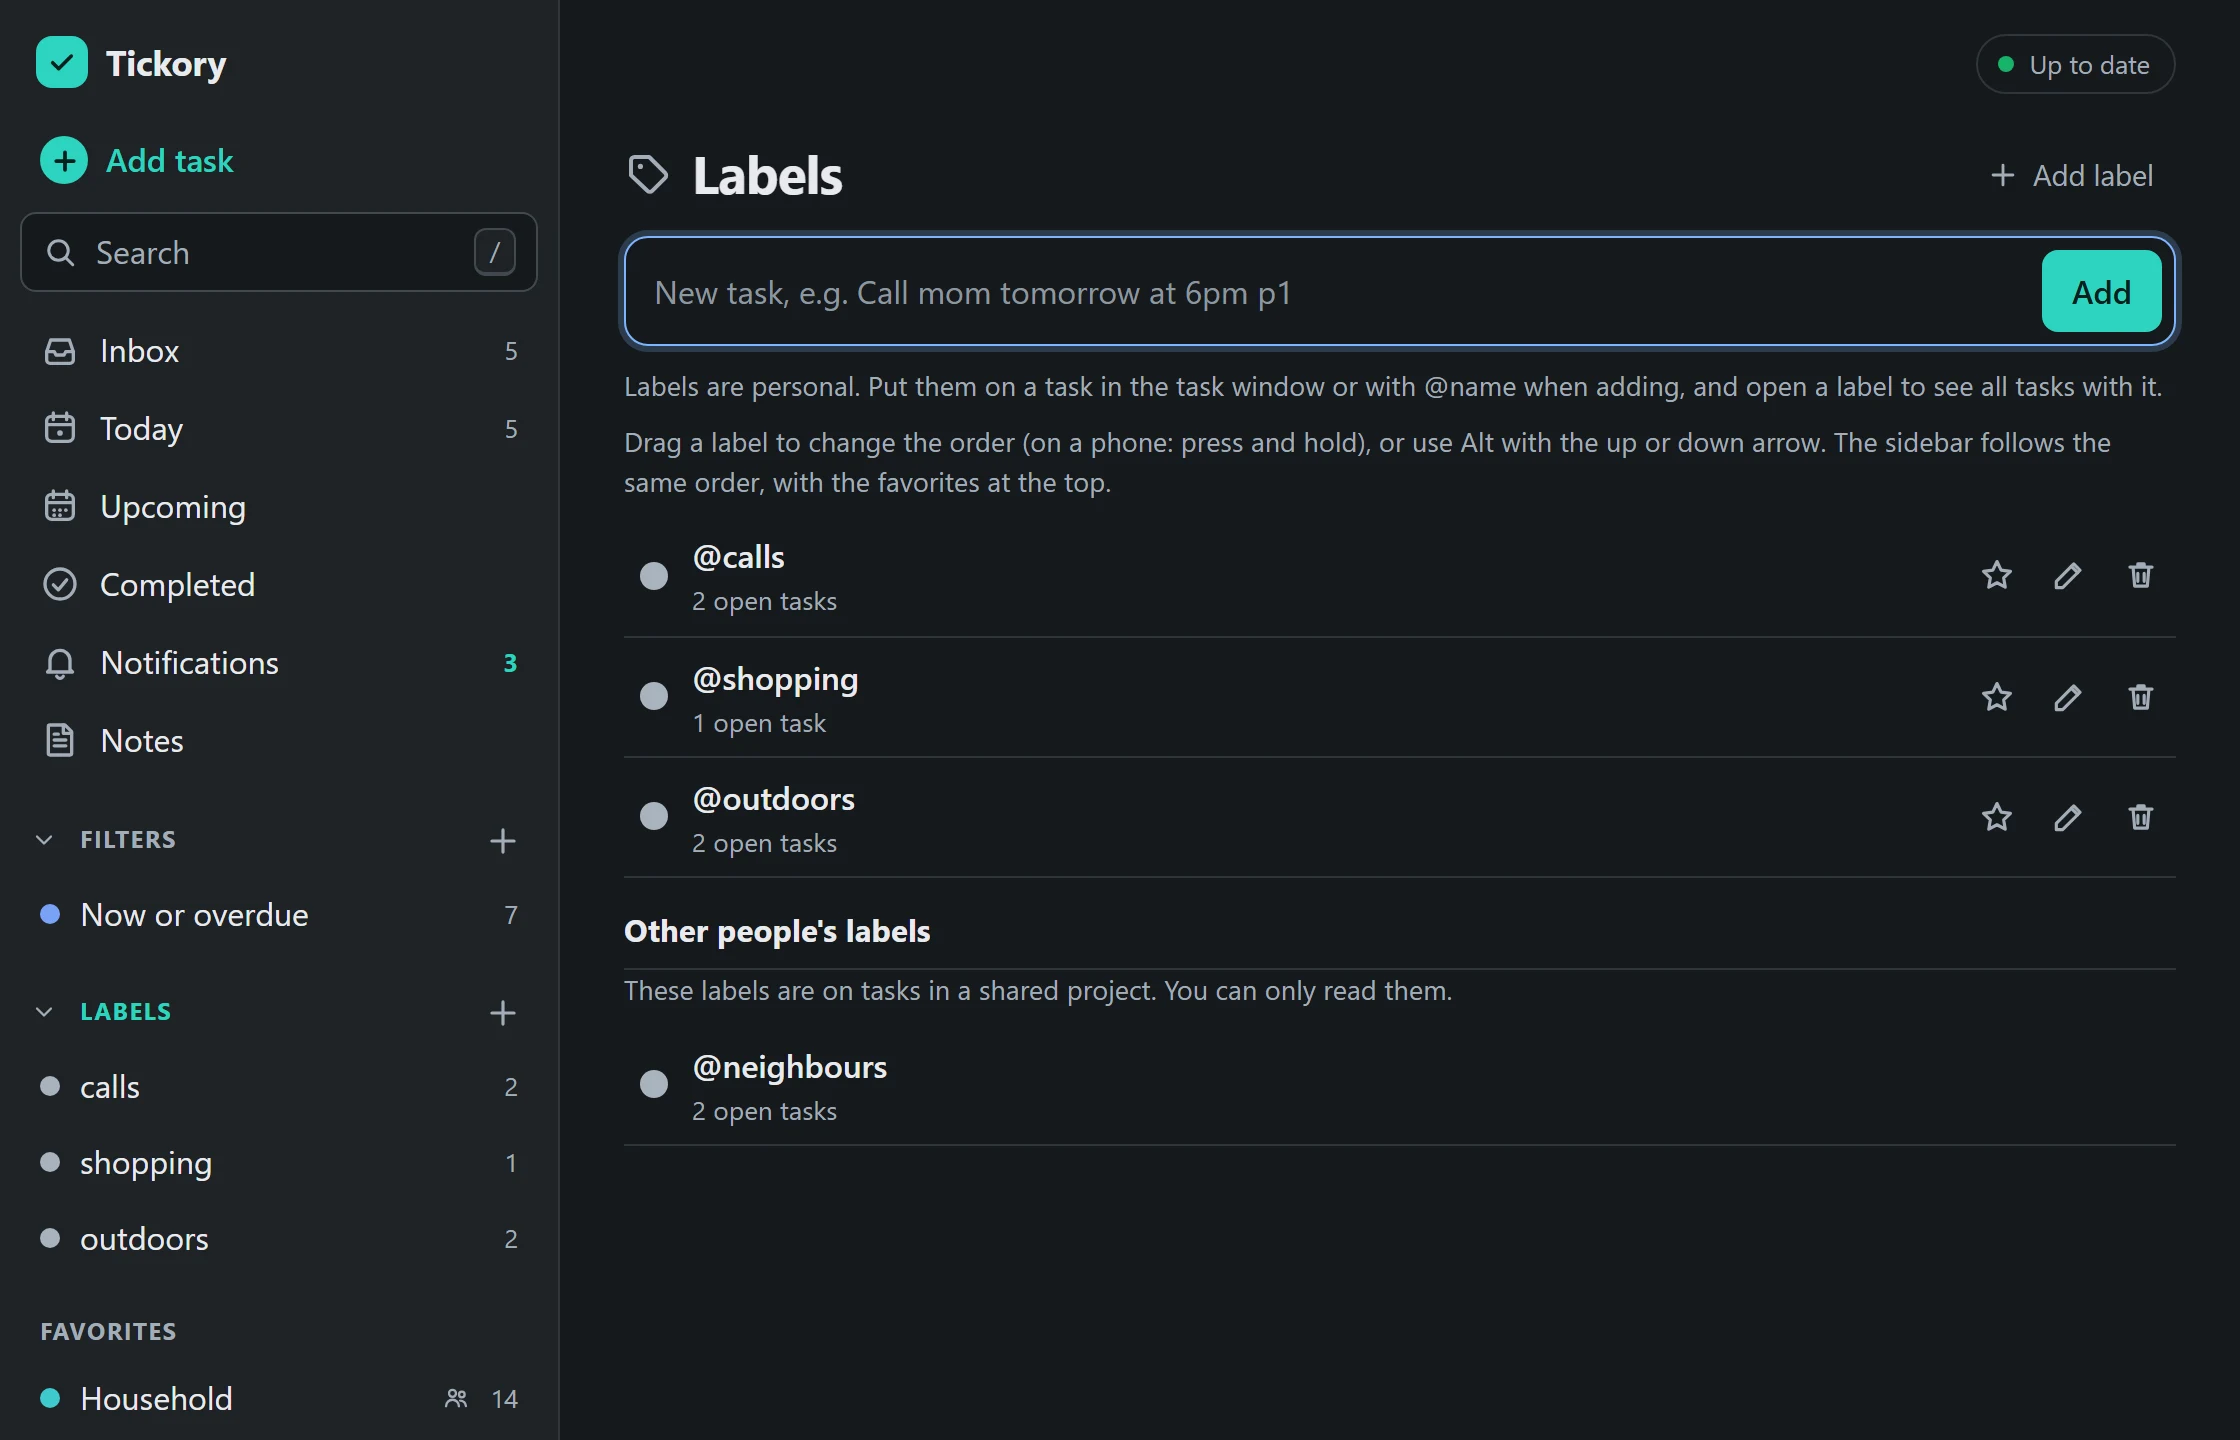 Tickory
Add task
Search /
Inbox 5
Today 5
Upcoming
Completed
Notifications 3
Notes
FILTERS
Now or overdue 7
LABELS
calls 2
shopping 1
outdoors 2
FAVORITES
Household 14
Up to date
Labels
Add label
New task, e.g. Call mom tomorrow at 6pm p1
Add
Labels are personal. Put them on a task in the task window or with @name when adding, and open a label to see all tasks with it.
Drag a label to change the order (on a phone: press and hold), or use Alt with the up or down arrow. The sidebar follows the
same order, with the favorites at the top.
@calls
2 open tasks
@shopping
1 open task
@outdoors
2 open tasks
Other people's labels
These labels are on tasks in a shared project. You can only read them.
@neighbours
2 open tasks